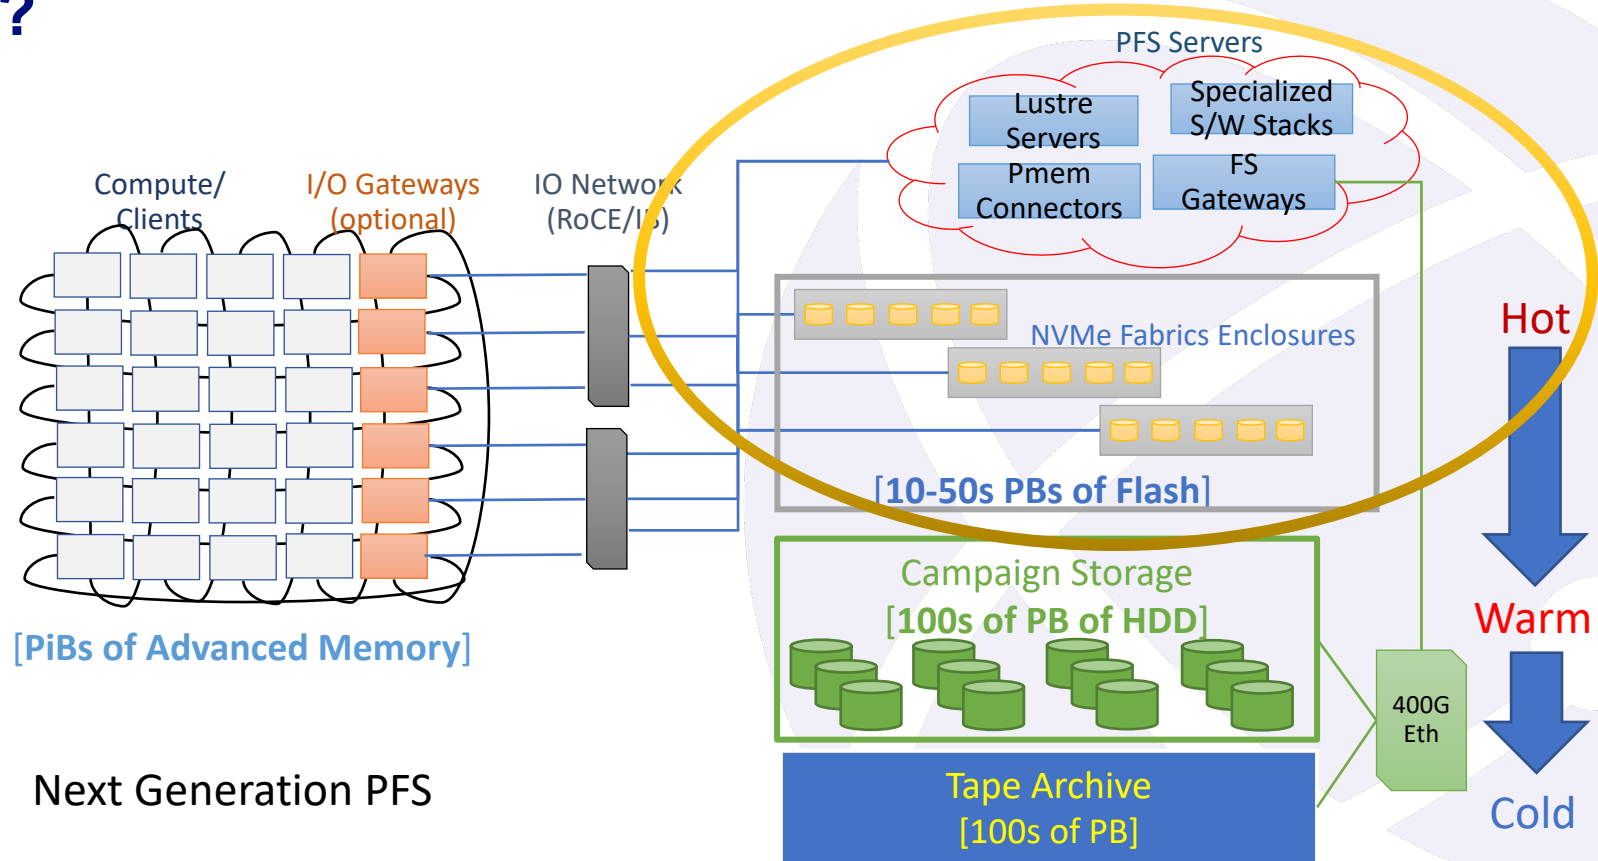 ?
PFS Servers
Lustre
Servers
Specialized
S/W Stacks
Pmem
Connectors
FS
Gateways
Compute/
Clients
I/O Gateways
(optional)
IO Network
(RoCE/IB)
NVMe Fabrics Enclosures
[10-50s PBs of Flash]
Hot
Campaign Storage
[100s of PB of HDD]
Warm
[PiBs of Advanced Memory]
400G
Eth
Next Generation PFS
Tape Archive
[100s of PB]
Cold